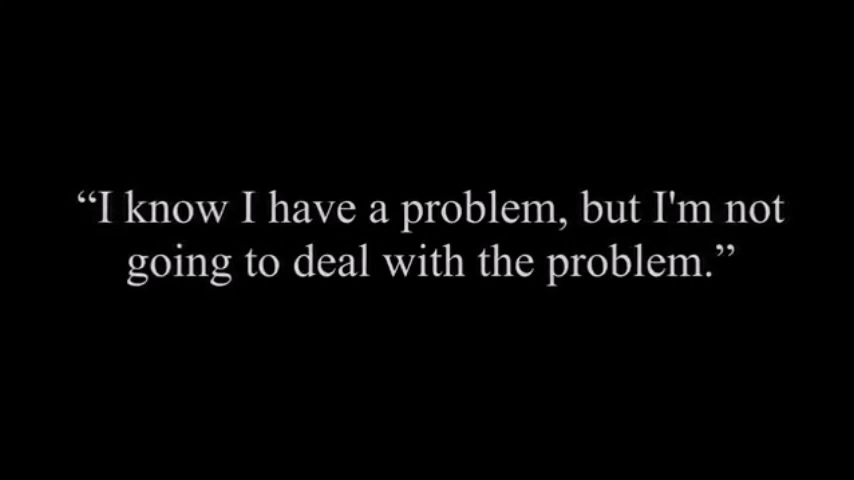 “I know I have a problem, but I'm not
going to deal with the problem.”